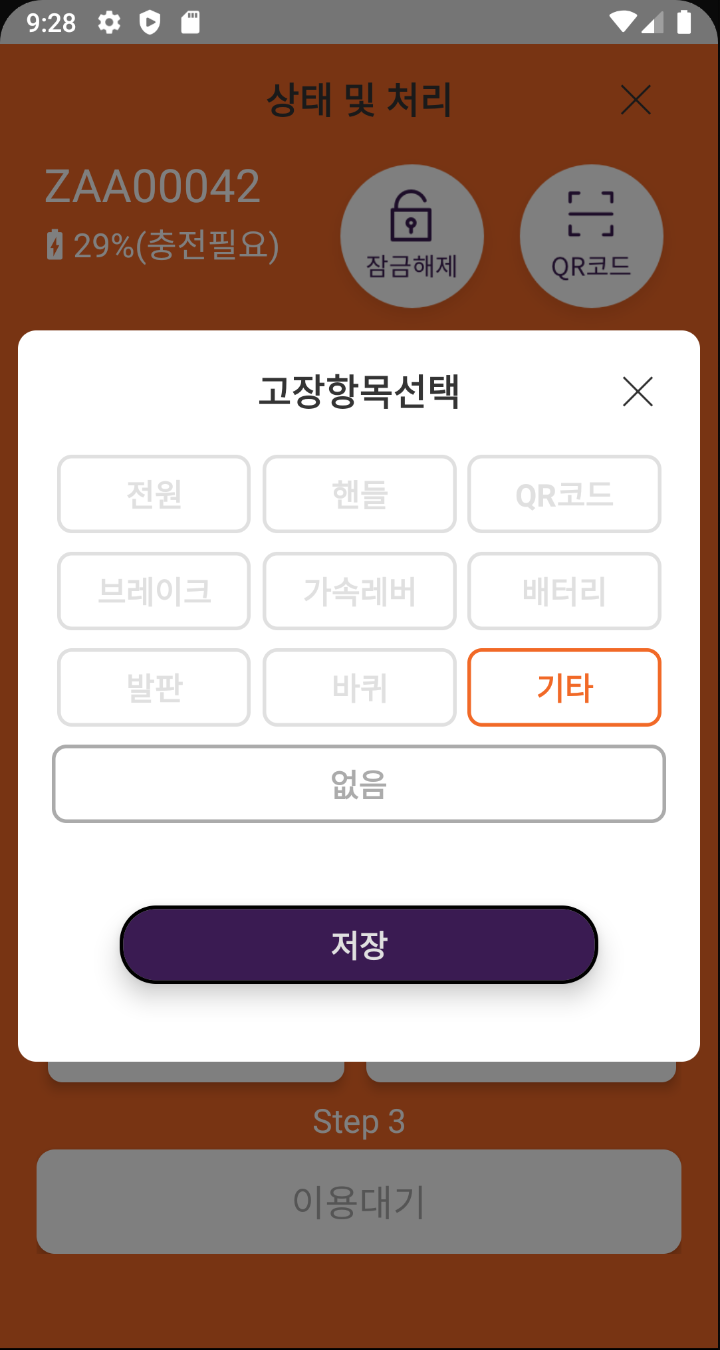 9:28
상태 및 처리
ZAA00042
29%(충전필요)
잠금해제
QR코드
고장항목선택
전원 핸들 QR코드
브레이크 가속레버 배터리
발판 바퀴 기타
없음
저장
Step 3
이용대기